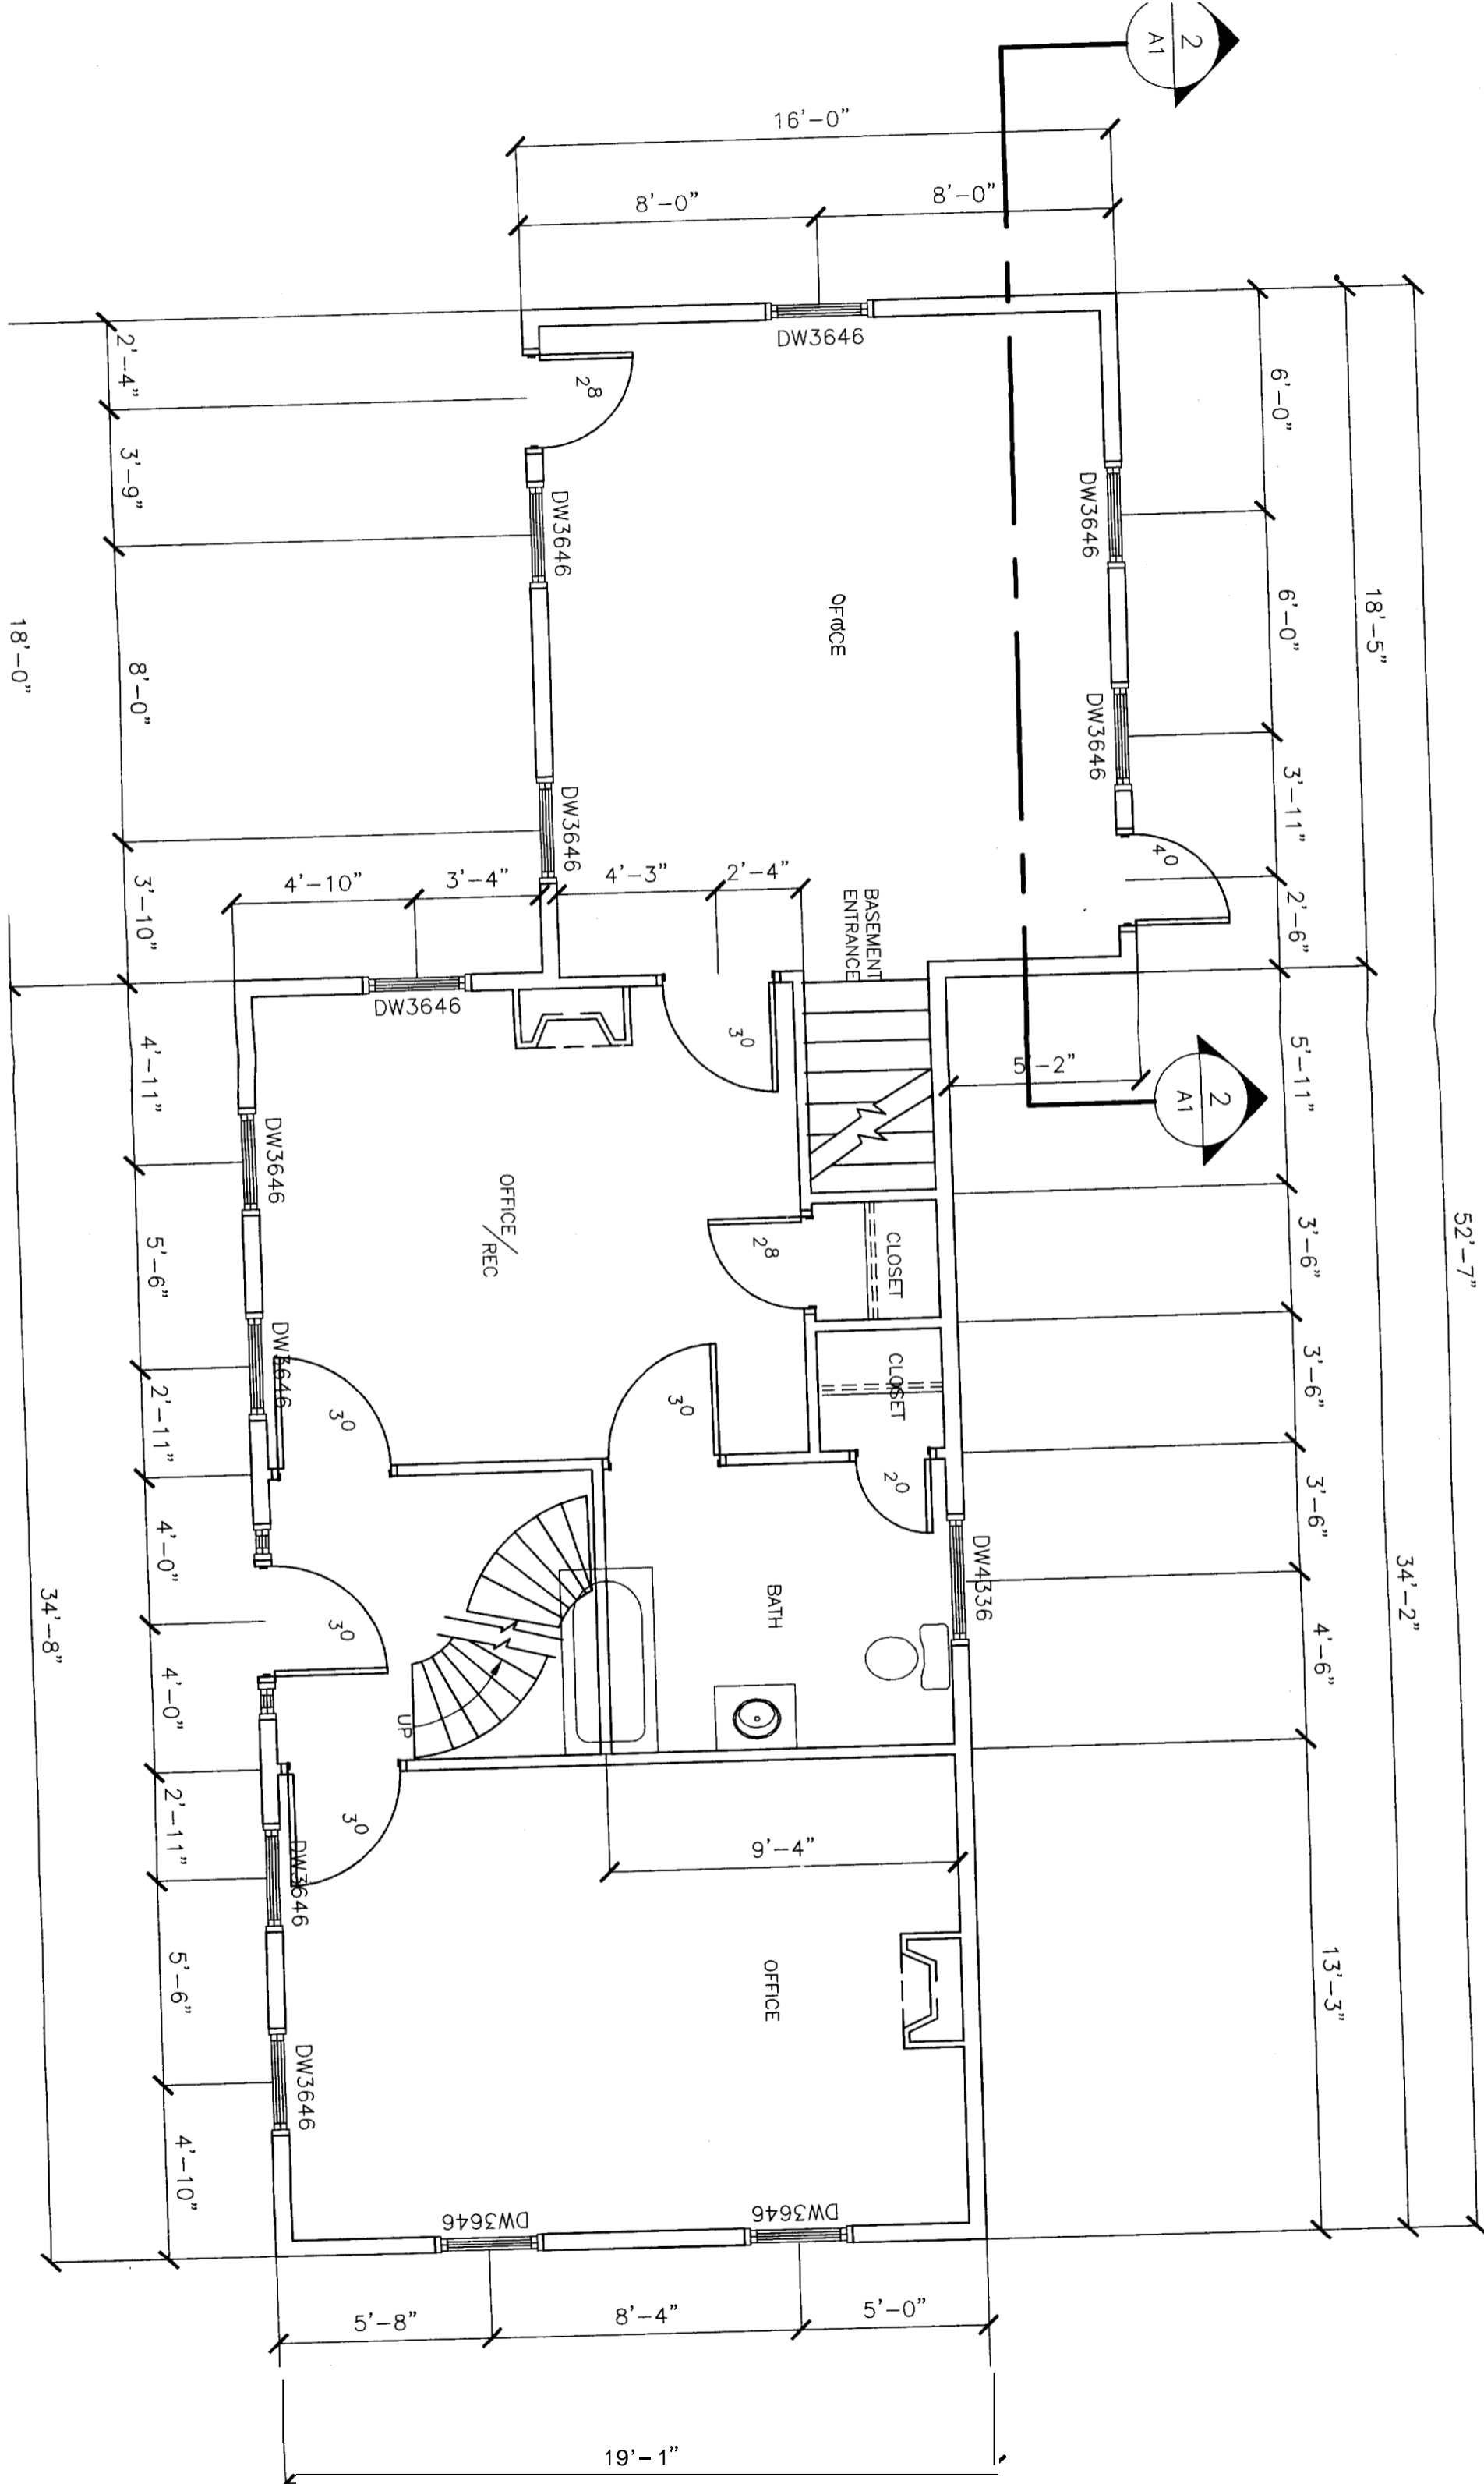 2
A1
16'-0"
8'-0"
8'-0"
DW3646
2'-4"
3'-9"
8'-0"
3'-10"
18'-0"
2⁸
DW3646
DW3646
OFFICE
DW3646
DW3646
6'-0"
6'-0"
3'-11"
2'-6"
18'-5"
52'-7"
4⁰
4'-10"
3'-4"
4'-3"
2'-4"
BASEMENT
ENTRANCE
DW3646
3⁰
5'-2"
2
A1
4'-11"
5'-6"
2'-11"
4'-0"
4'-0"
2'-11"
5'-6"
4'-10"
34'-8"
DW3646
DW3646
OFFICE/
REC
2⁸
CLOSET
CLOSET
3⁰
3⁰
2⁰
5'-11"
3'-6"
3'-6"
3'-6"
4'-6"
13'-3"
34'-2"
DW4336
BATH
3⁰
UP
3⁰
9'-4"
DW3646
DW3646
OFFICE
DW3646
DW3646
5'-8"
8'-4"
5'-0"
19'-1"